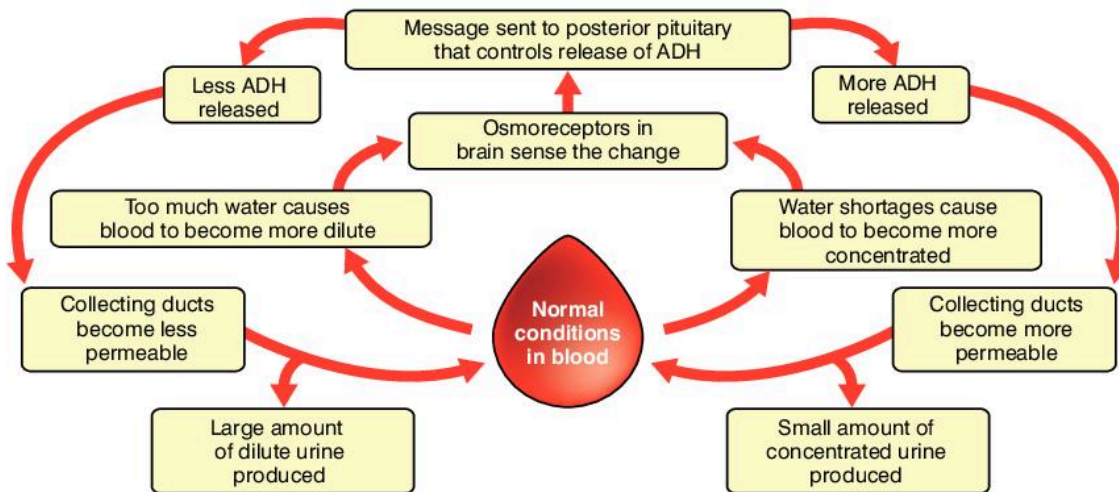 Message sent to posterior pituitary
that controls release of ADH
Less ADH
released
More ADH
released
Osmoreceptors in
brain sense the change
Too much water causes
blood to become more dilute
Water shortages cause
blood to become more
concentrated
Normal
conditions
in blood
Collecting ducts
become less
permeable
Collecting ducts
become more
permeable
Large amount
of dilute urine
produced
Small amount of
concentrated urine
produced